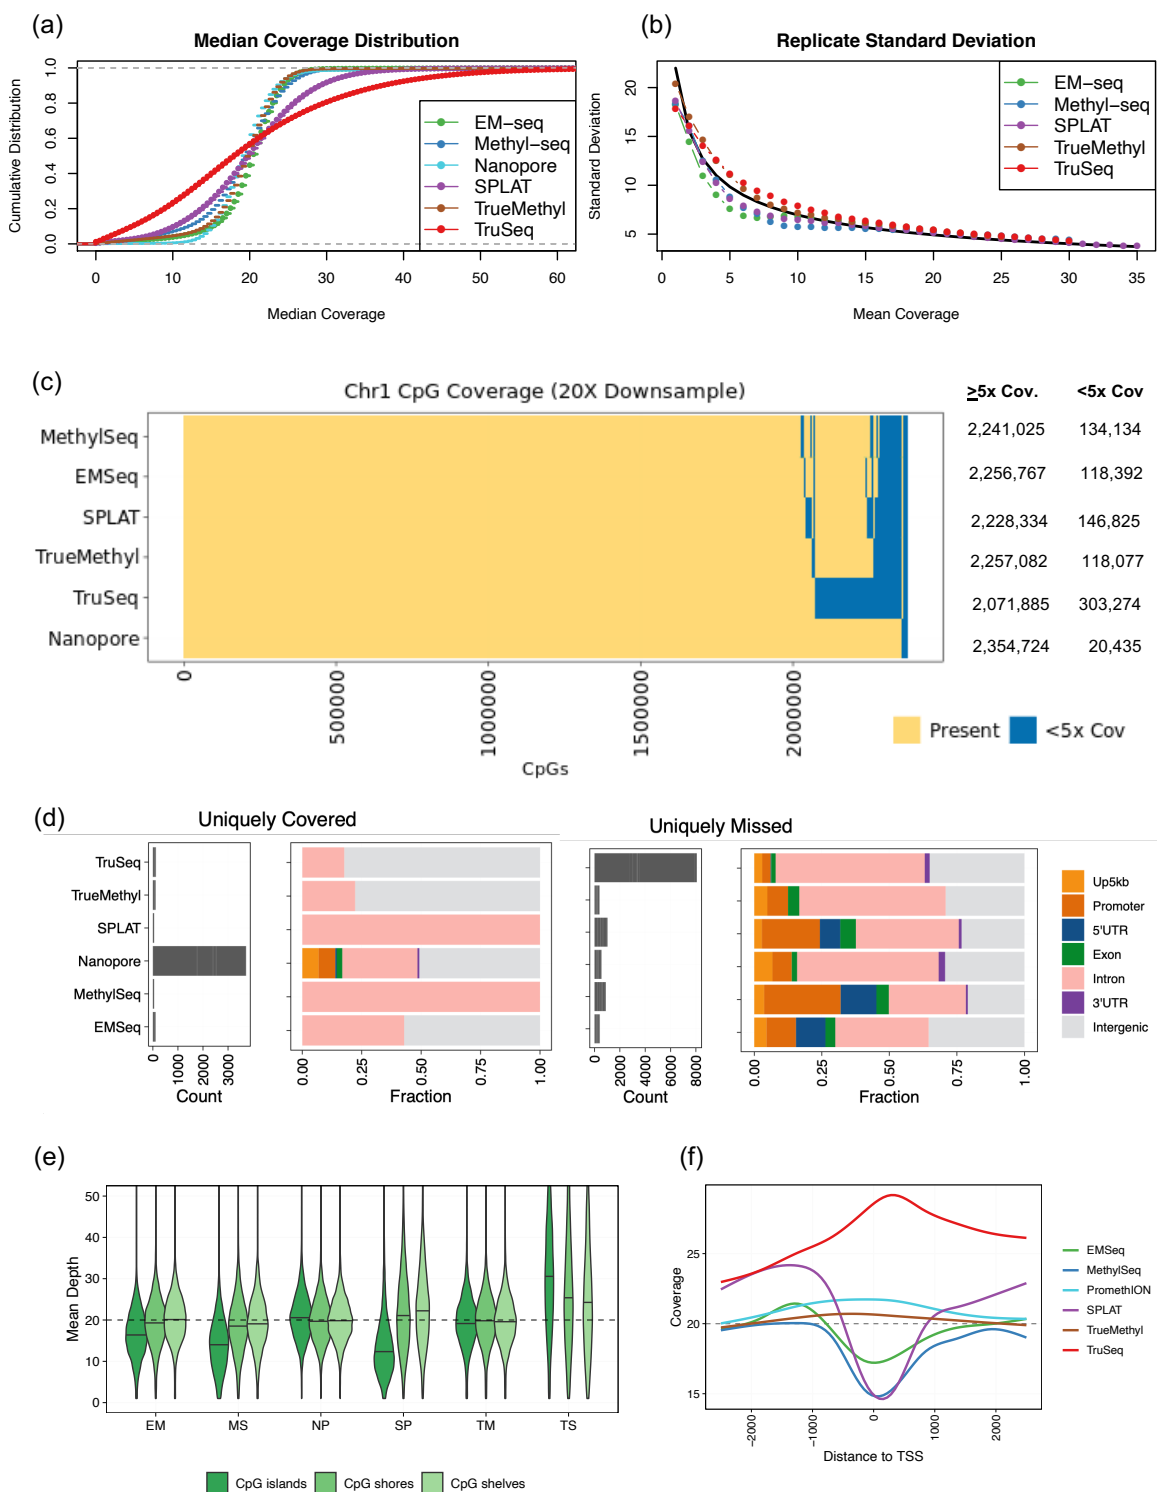 (a)
Median Coverage Distribution
Cumulative Distribution
0.0 0.2 0.4 0.6 0.8 1.0
EM-seq
Methyl-seq
Nanopore
SPLAT
TrueMethyl
TruSeq
0 10 20 30 40 50 60
Median Coverage
(b)
Replicate Standard Deviation
Standard Deviation
20
15
10
5
EM-seq
Methyl-seq
SPLAT
TrueMethyl
TruSeq
0 5 10 15 20 25 30 35
Mean Coverage
(c)
Chr1 CpG Coverage (20X Downsample)
≥5x Cov. <5x Cov
MethylSeq 2,241,025 134,134
EMSeq 2,256,767 118,392
SPLAT 2,228,334 146,825
TrueMethyl 2,257,082 118,077
TruSeq 2,071,885 303,274
Nanopore 2,354,724 20,435
0 500000 1000000 1500000 2000000
CpGs
Present <5x Cov
(d)
Uniquely Covered
TruSeq
TrueMethyl
SPLAT
Nanopore
MethylSeq
EMSeq
0 1000 2000 3000
Count
0.00 0.25 0.50 0.75 1.00
Fraction
Uniquely Missed
0 2000 4000 6000 8000
Count
0.00 0.25 0.50 0.75 1.00
Fraction
Up5kb
Promoter
5'UTR
Exon
Intron
3'UTR
Intergenic
(e)
Mean Depth
50
40
30
20
10
0
EM MS NP SP TM TS
CpG islands CpG shores CpG shelves
(f)
Coverage
25
20
15
−2000 −1000 0 1000 2000
Distance to TSS
EMSeq
MethylSeq
PromethION
SPLAT
TrueMethyl
TruSeq